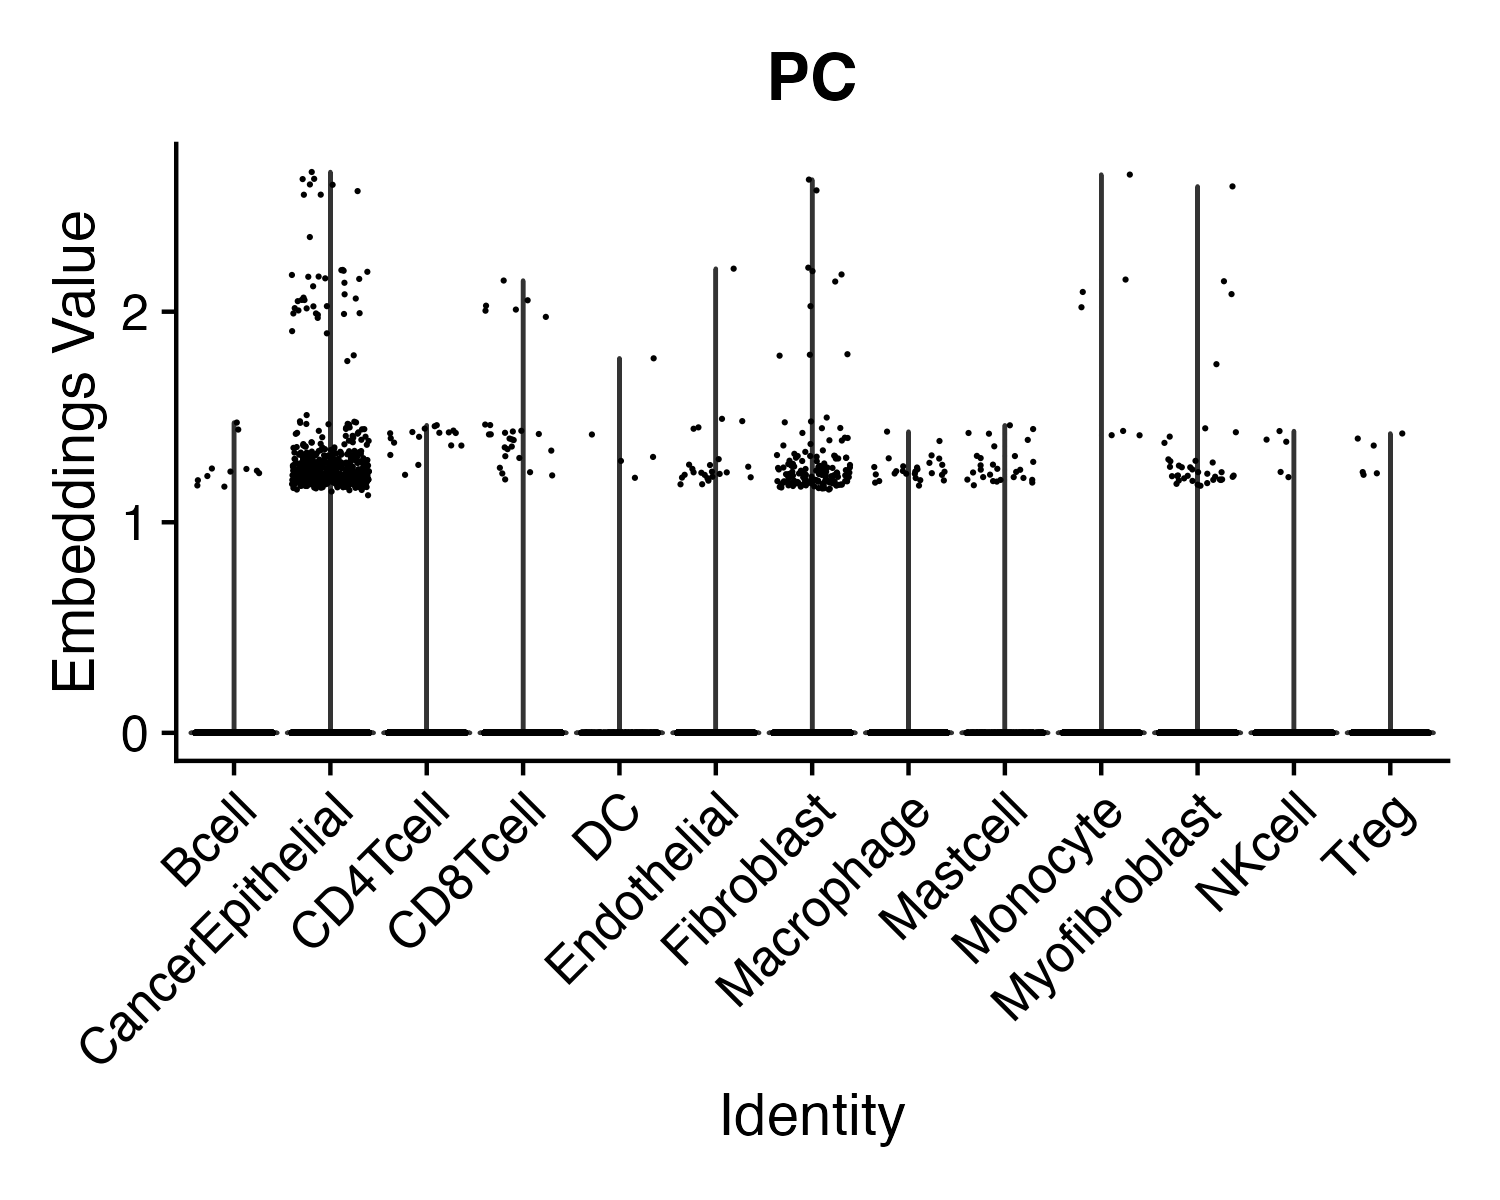 PC
Embeddings Value
2
1
0
Bcell
CancerEpithelial
CD4Tcell
CD8Tcell
DC
Endothelial
Fibroblast
Macrophage
Mastcell
Monocyte
Myofibroblast
NKcell
Treg
Identity